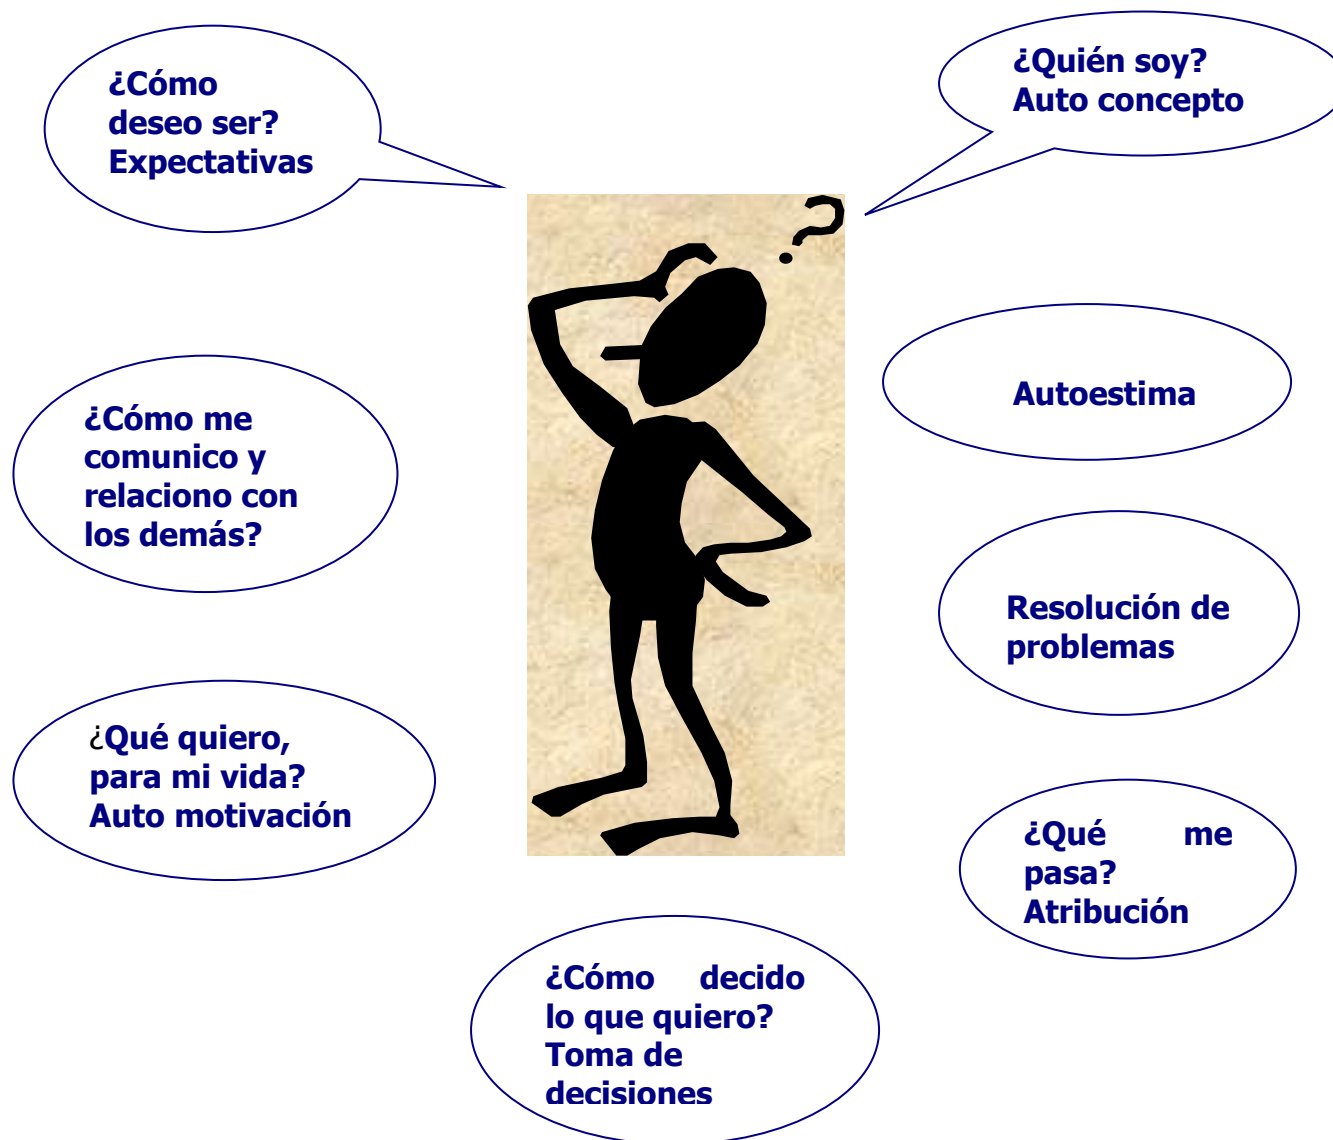 ¿Cómo
deseo ser?
Expectativas
¿Quién soy?
Auto concepto
Autoestima
¿Cómo me
comunico y
relaciono con
los demás?
Resolución de
problemas
¿Qué quiero,
para mi vida?
Auto motivación
¿Qué me
pasa?
Atribución
¿Cómo decido
lo que quiero?
Toma de
decisiones
?